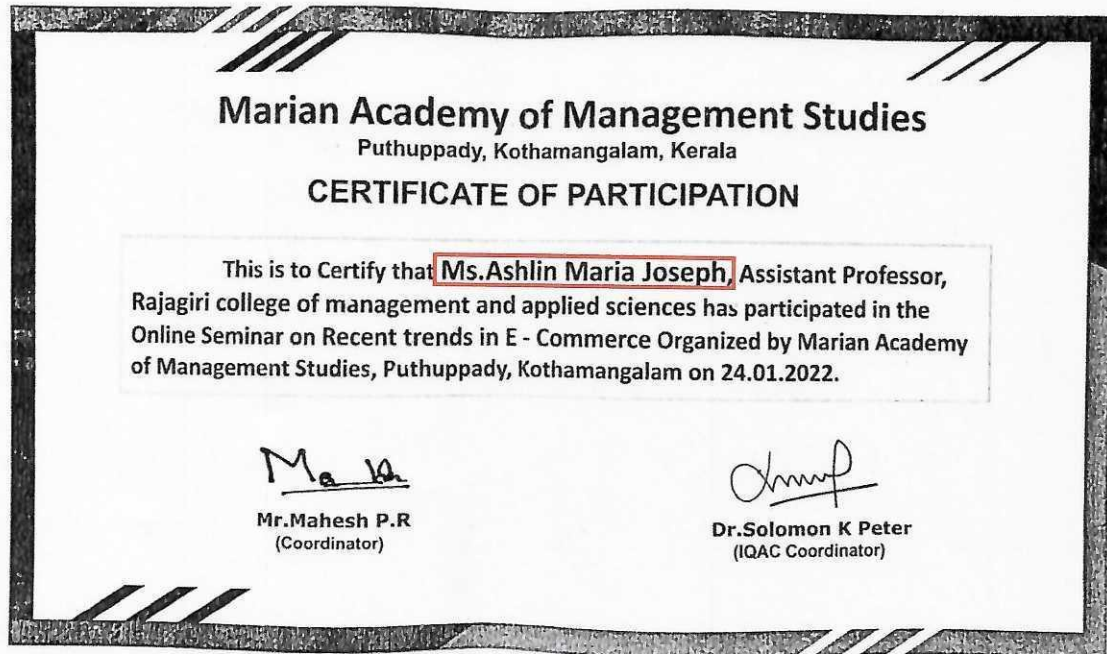 Marian Academy of Management Studies
Puthuppady, Kothamangalam, Kerala
CERTIFICATE OF PARTICIPATION
This is to Certify that Ms.Ashlin Maria Joseph, Assistant Professor,
Rajagiri college of management and applied sciences has participated in the
Online Seminar on Recent trends in E - Commerce Organized by Marian Academy
of Management Studies, Puthuppady, Kothamangalam on 24.01.2022.
Mr.Mahesh P.R
(Coordinator)
Dr.Solomon K Peter
(IQAC Coordinator)